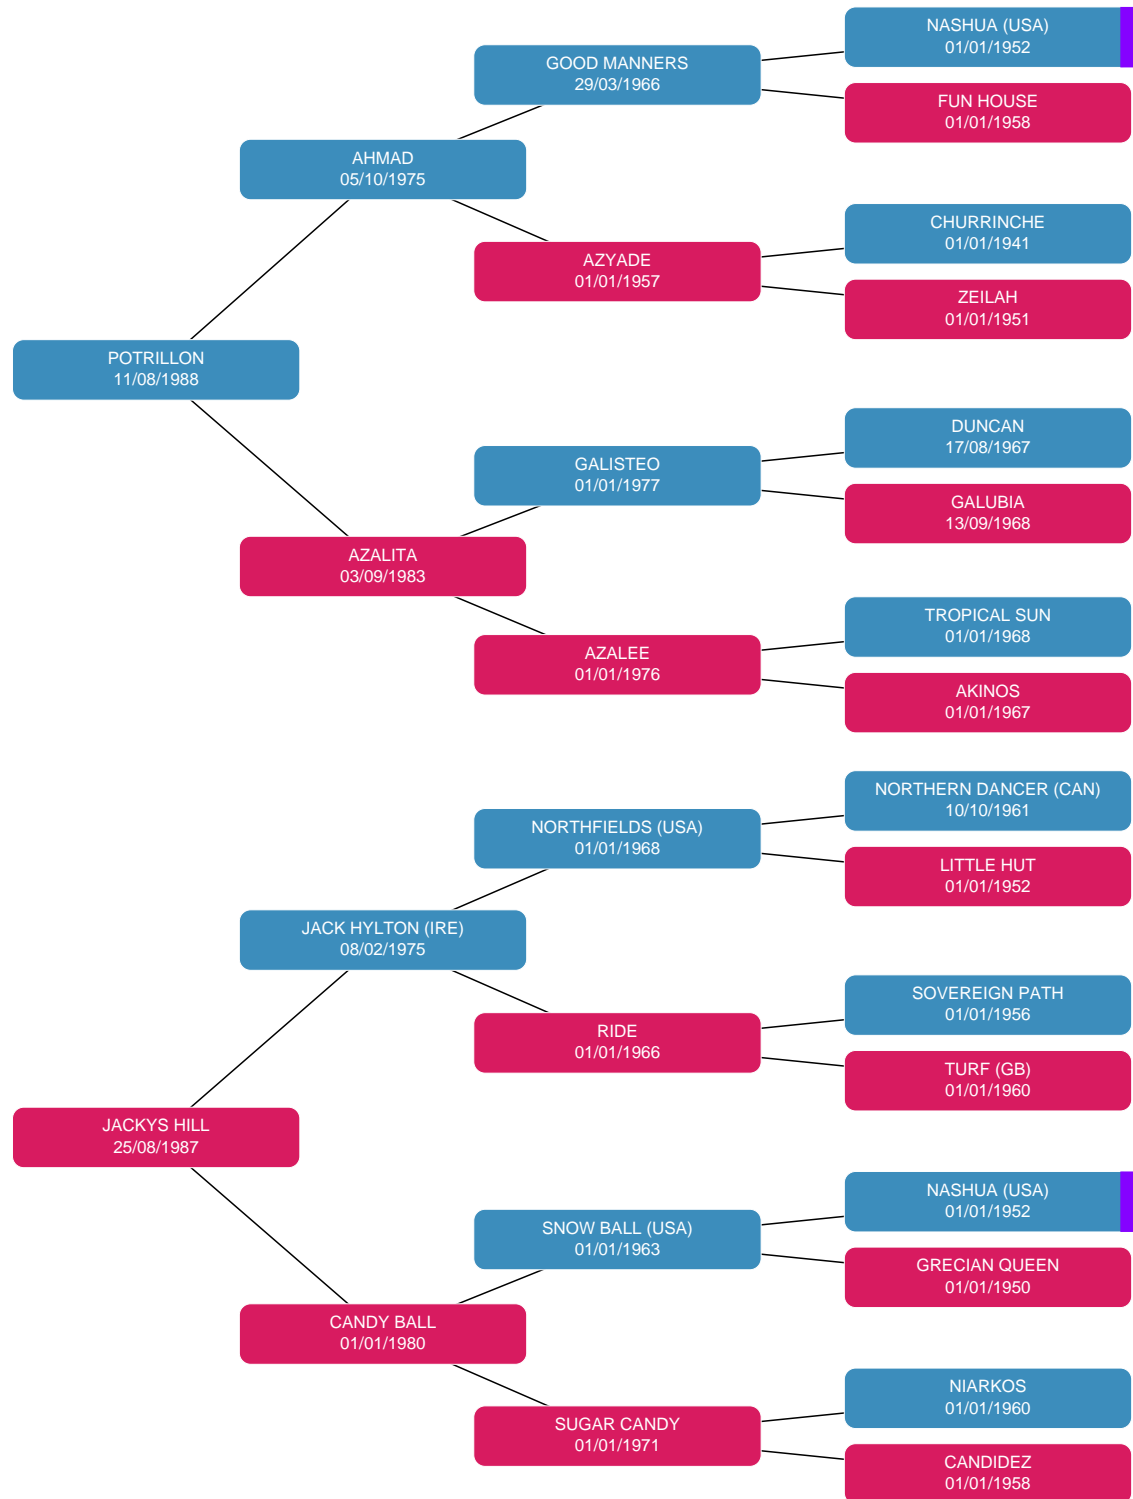 NASHUA (USA)
01/01/1952
GOOD MANNERS
29/03/1966
FUN HOUSE
01/01/1958
AHMAD
05/10/1975
CHURRINCHE
01/01/1941
AZYADE
01/01/1957
ZEILAH
01/01/1951
POTRILLON
11/08/1988
DUNCAN
17/08/1967
GALISTEO
01/01/1977
GALUBIA
13/09/1968
AZALITA
03/09/1983
TROPICAL SUN
01/01/1968
AZALEE
01/01/1976
AKINOS
01/01/1967
NORTHERN DANCER (CAN)
10/10/1961
NORTHFIELDS (USA)
01/01/1968
LITTLE HUT
01/01/1952
JACK HYLTON (IRE)
08/02/1975
SOVEREIGN PATH
01/01/1956
RIDE
01/01/1966
TURF (GB)
01/01/1960
JACKYS HILL
25/08/1987
NASHUA (USA)
01/01/1952
SNOW BALL (USA)
01/01/1963
GRECIAN QUEEN
01/01/1950
CANDY BALL
01/01/1980
NIARKOS
01/01/1960
SUGAR CANDY
01/01/1971
CANDIDEZ
01/01/1958